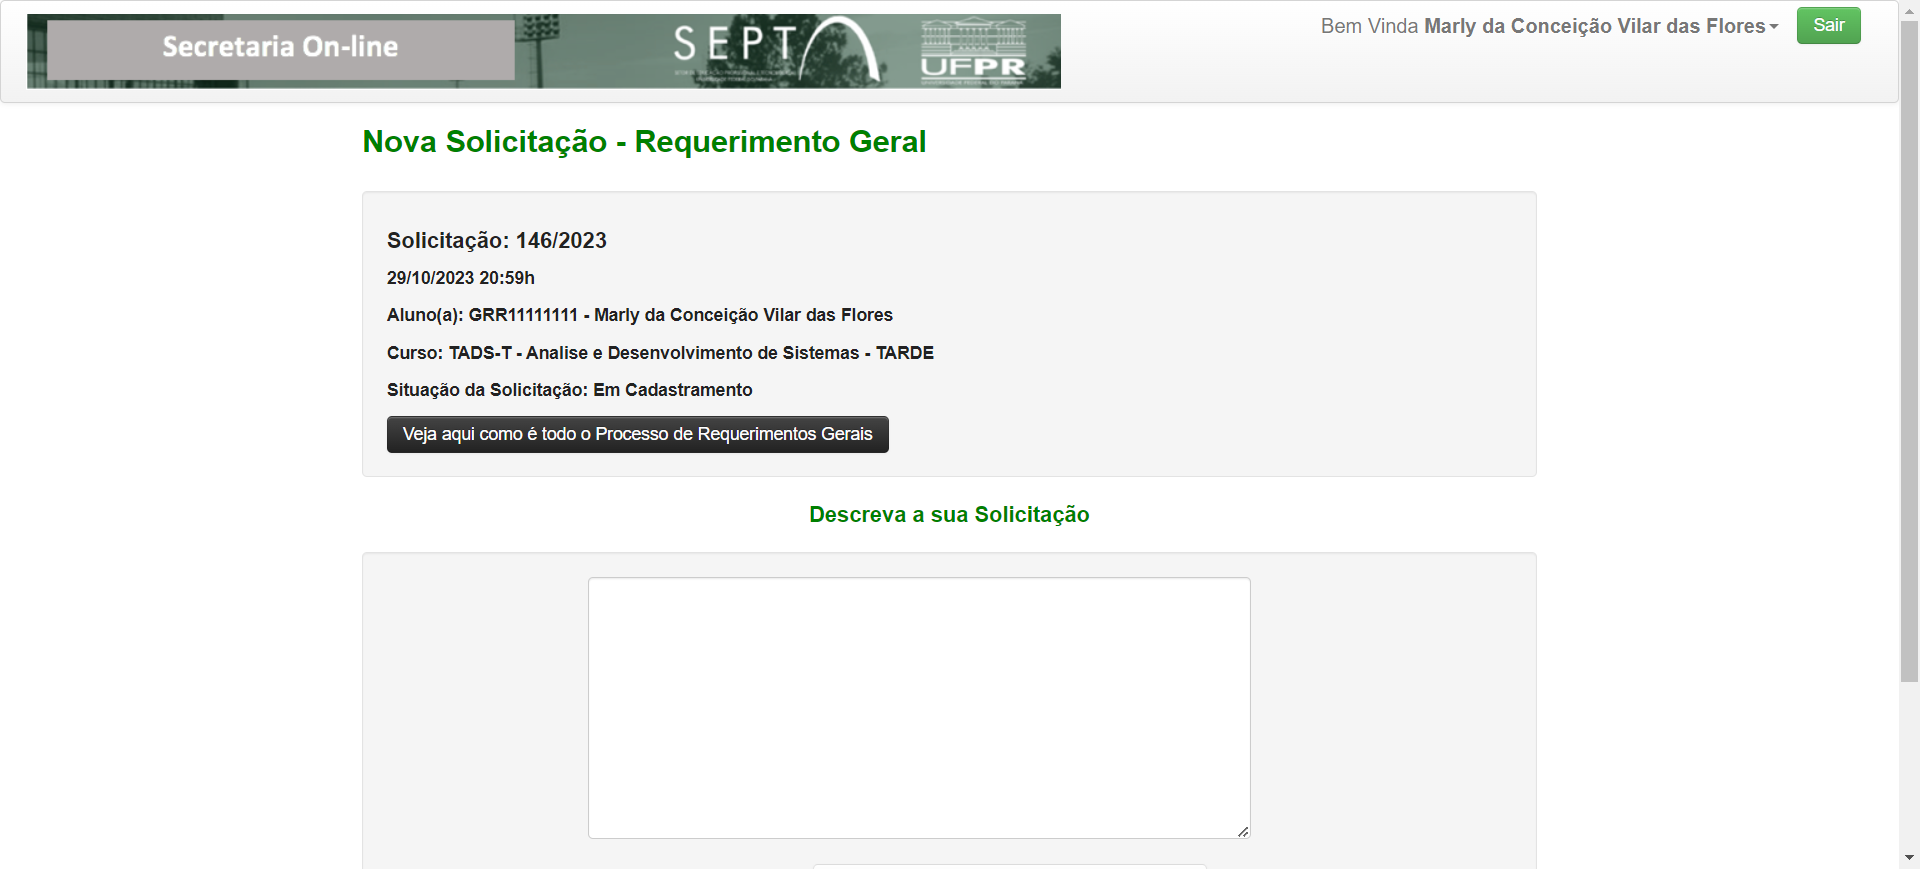 Secretaria On-line
SEPT
UFPR
Bem Vinda Marly da Conceição Vilar das Flores
Sair
Nova Solicitação - Requerimento Geral
Solicitação: 146/2023
29/10/2023 20:59h
Aluno(a): GRR11111111 - Marly da Conceição Vilar das Flores
Curso: TADS-T - Analise e Desenvolvimento de Sistemas - TARDE
Situação da Solicitação: Em Cadastramento
Veja aqui como é todo o Processo de Requerimentos Gerais
Descreva a sua Solicitação